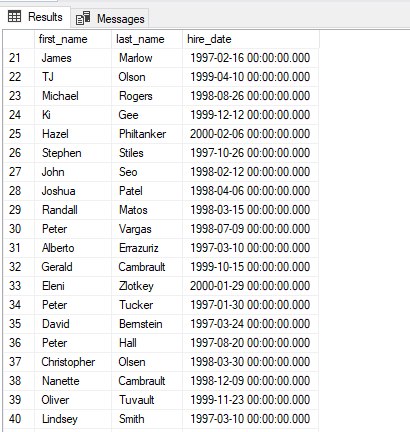 Results Messages
first_name last_name hire_date
21 James Marlow 1997-02-16 00:00:00.000
22 TJ Olson 1999-04-10 00:00:00.000
23 Michael Rogers 1998-08-26 00:00:00.000
24 Ki Gee 1999-12-12 00:00:00.000
25 Hazel Philtanker 2000-02-06 00:00:00.000
26 Stephen Stiles 1997-10-26 00:00:00.000
27 John Seo 1998-02-12 00:00:00.000
28 Joshua Patel 1998-04-06 00:00:00.000
29 Randall Matos 1998-03-15 00:00:00.000
30 Peter Vargas 1998-07-09 00:00:00.000
31 Alberto Errazuriz 1997-03-10 00:00:00.000
32 Gerald Cambrault 1999-10-15 00:00:00.000
33 Eleni Zlotkey 2000-01-29 00:00:00.000
34 Peter Tucker 1997-01-30 00:00:00.000
35 David Bernstein 1997-03-24 00:00:00.000
36 Peter Hall 1997-08-20 00:00:00.000
37 Christopher Olsen 1998-03-30 00:00:00.000
38 Nanette Cambrault 1998-12-09 00:00:00.000
39 Oliver Tuvault 1999-11-23 00:00:00.000
40 Lindsey Smith 1997-03-10 00:00:00.000